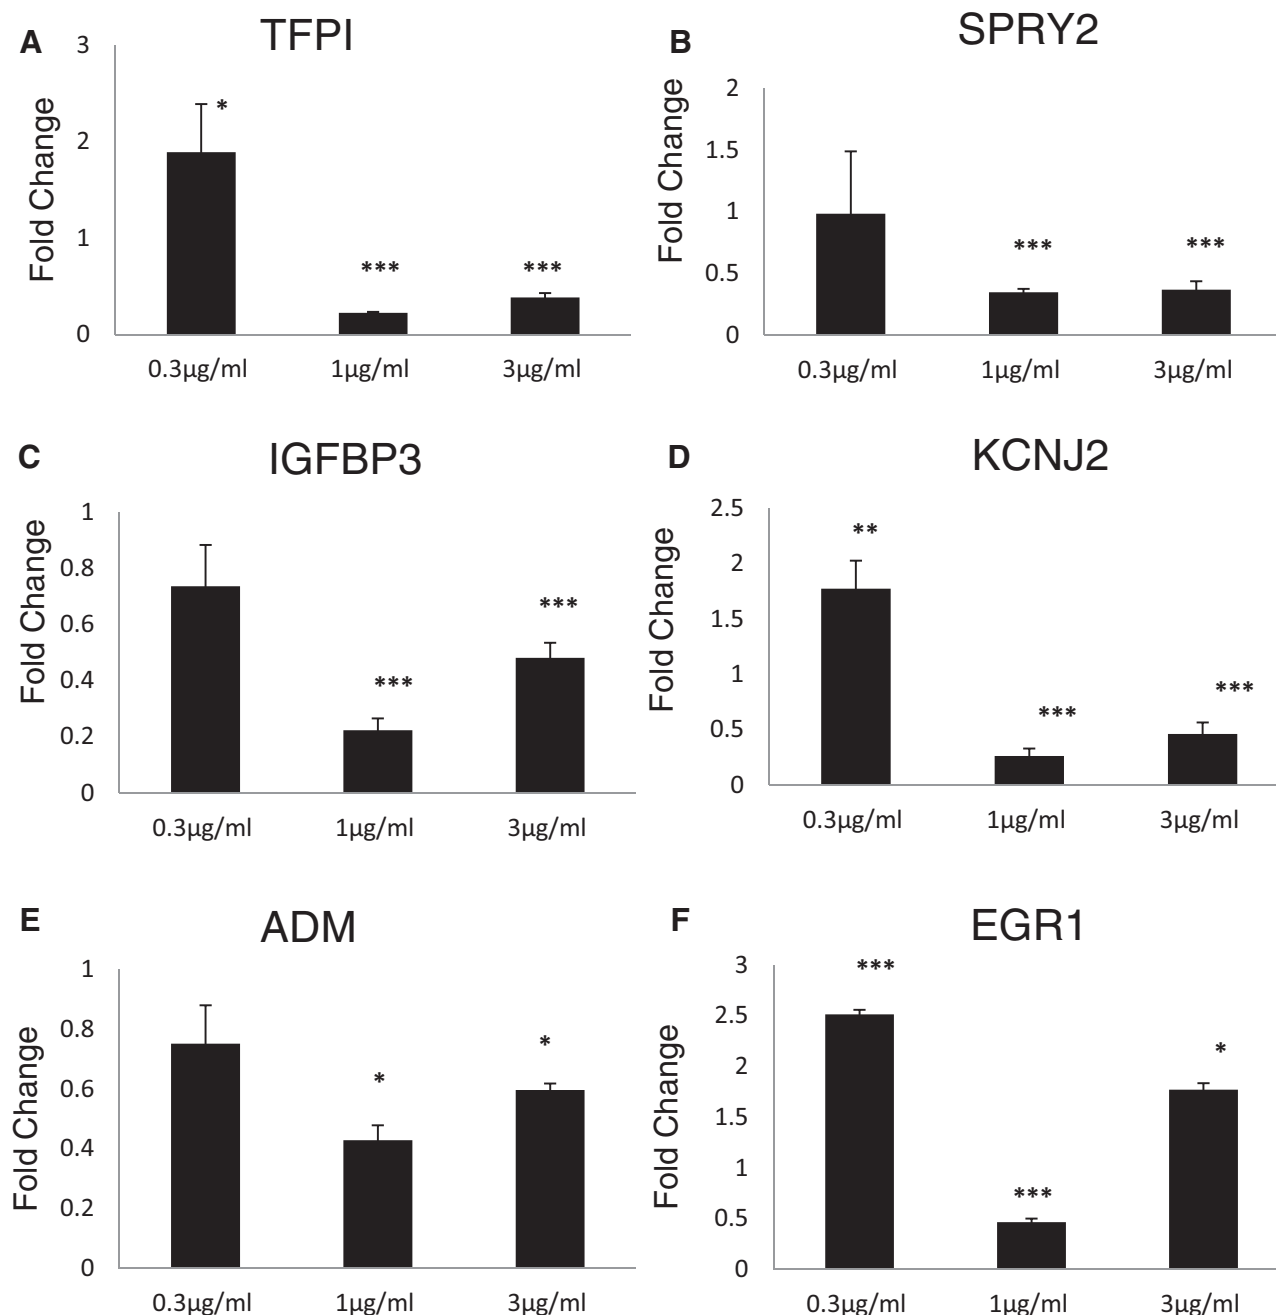 A
TFPI
3
2
1
0
Fold Change
*
***
***
0.3µg/ml
1µg/ml
3µg/ml
B
SPRY2
2
1.5
1
0.5
0
Fold Change
***
***
0.3µg/ml
1µg/ml
3µg/ml
C
IGFBP3
1
0.8
0.6
0.4
0.2
0
Fold Change
***
***
0.3µg/ml
1µg/ml
3µg/ml
D
KCNJ2
2.5
2
1.5
1
0.5
0
Fold Change
**
***
***
0.3µg/ml
1µg/ml
3µg/ml
E
ADM
1
0.8
0.6
0.4
0.2
0
Fold Change
*
*
0.3µg/ml
1µg/ml
3µg/ml
F
EGR1
3
2.5
2
1.5
1
0.5
0
Fold Change
***
***
*
0.3µg/ml
1µg/ml
3µg/ml